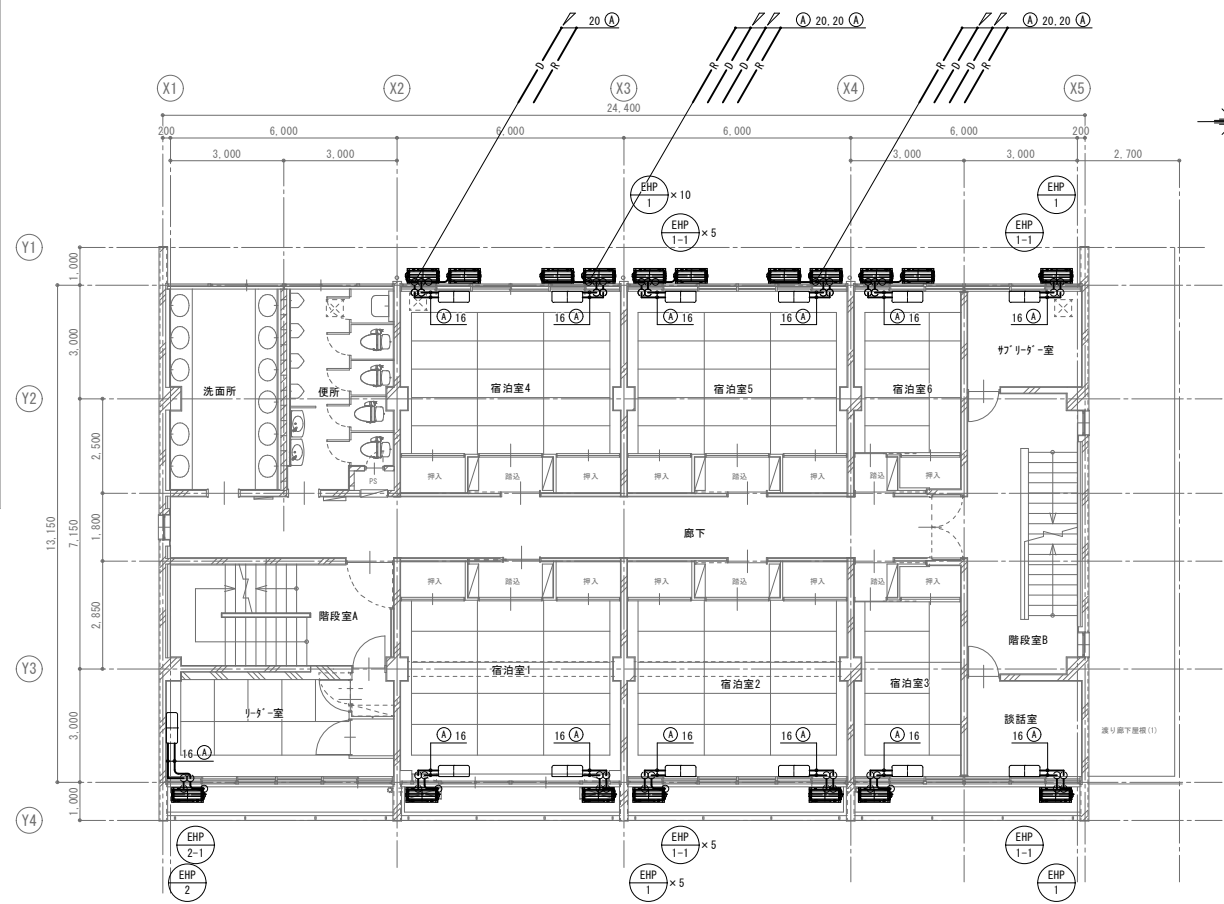 20 Ⓐ
Ⓐ 20,20 Ⓐ
Ⓐ 20,20 Ⓐ
D
R
R
D
D
R
R
D
D
R
X1
X2
X3
X4
X5
24,400
200
6,000
6,000
6,000
6,000
200
3,000
3,000
3,000
3,000
2,700
EHP
1
×10
EHP
1-1
×5
EHP
1
EHP
1-1
Y1
1,000
Ⓐ 16
16 Ⓐ
Ⓐ 16
16 Ⓐ
Ⓐ 16
16 Ⓐ
3,000
洗面所
便所
宿泊室4
宿泊室5
宿泊室6
サブリーダー室
Y2
2,500
PS
押入
踏込
押入
押入
踏込
押入
踏込
押入
13,150
7,150
1,800
廊下
押入
踏込
押入
押入
踏込
押入
踏込
押入
2,850
階段室A
階段室B
Y3
リーダー室
宿泊室1
宿泊室2
宿泊室3
談話室
3,000
渡り廊下屋根(1)
16 Ⓐ
Ⓐ 16
16 Ⓐ
Ⓐ 16
16 Ⓐ
Ⓐ 16
16 Ⓐ
1,000
Y4
EHP
2-1
EHP
2
EHP
1-1
×5
EHP
1
×5
EHP
1-1
EHP
1